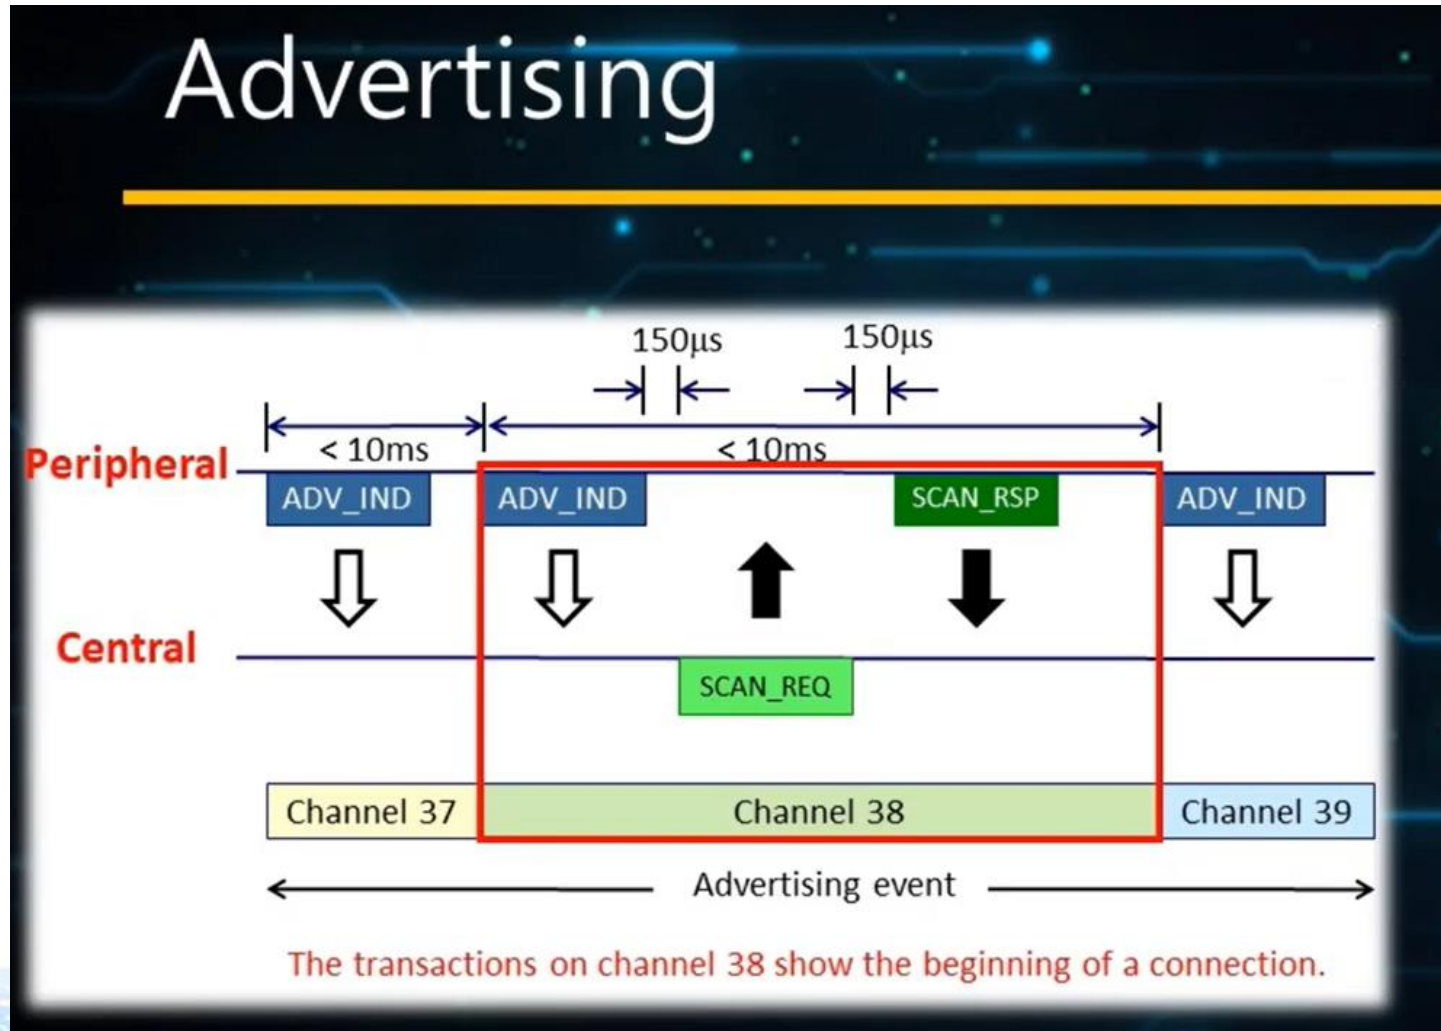 Advertising
150µs
150µs
< 10ms
< 10ms
Peripheral
ADV_IND
ADV_IND
SCAN_RSP
ADV_IND
Central
SCAN_REQ
Channel 37
Channel 38
Channel 39
Advertising event
The transactions on channel 38 show the beginning of a connection.